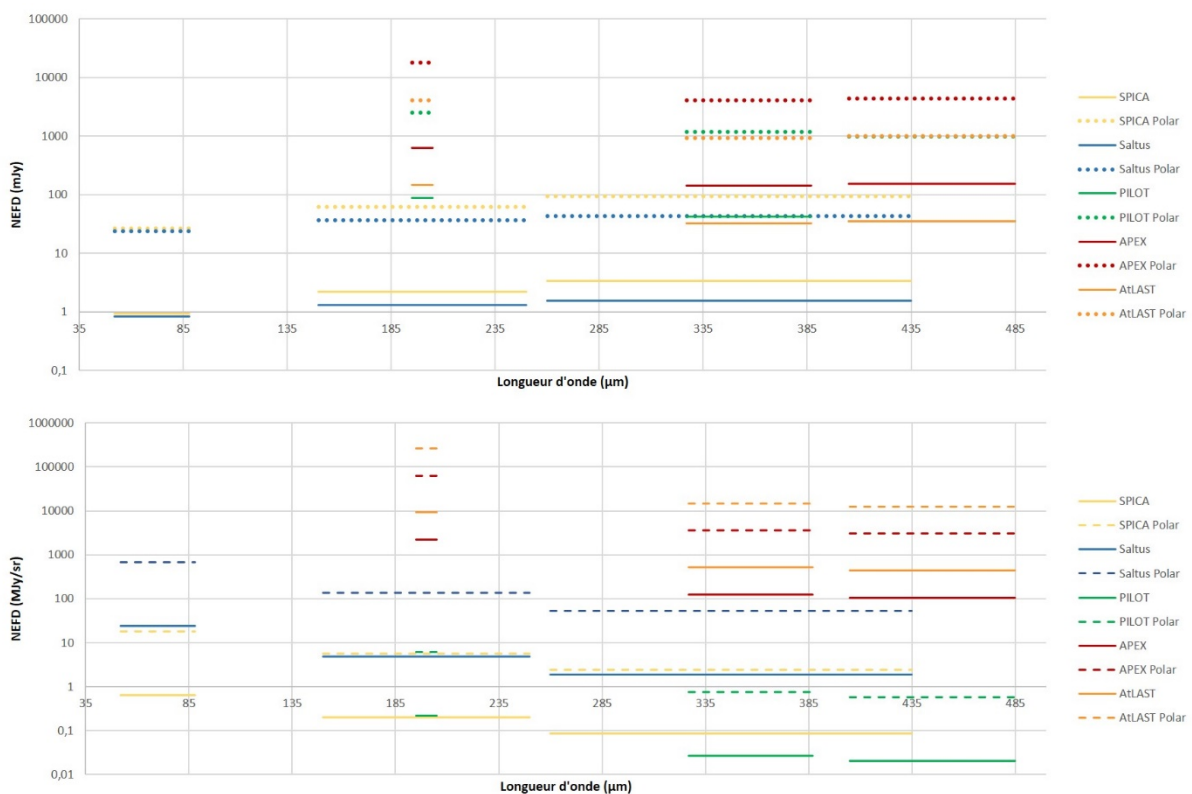 100000
10000
1000
100
10
1
0,1
NEFD (mJy)
35 85 135 185 235 285 335 385 435 485
Longueur d'onde (µm)
SPICA
SPICA Polar
Saltus
Saltus Polar
PILOT
PILOT Polar
APEX
APEX Polar
AtLAST
AtLAST Polar
1000000
100000
10000
1000
100
10
1
0,1
0,01
NEFD (MJy/sr)
35 85 135 185 235 285 335 385 435 485
Longueur d'onde (µm)
SPICA
SPICA Polar
Saltus
Saltus Polar
PILOT
PILOT Polar
APEX
APEX Polar
AtLAST
AtLAST Polar